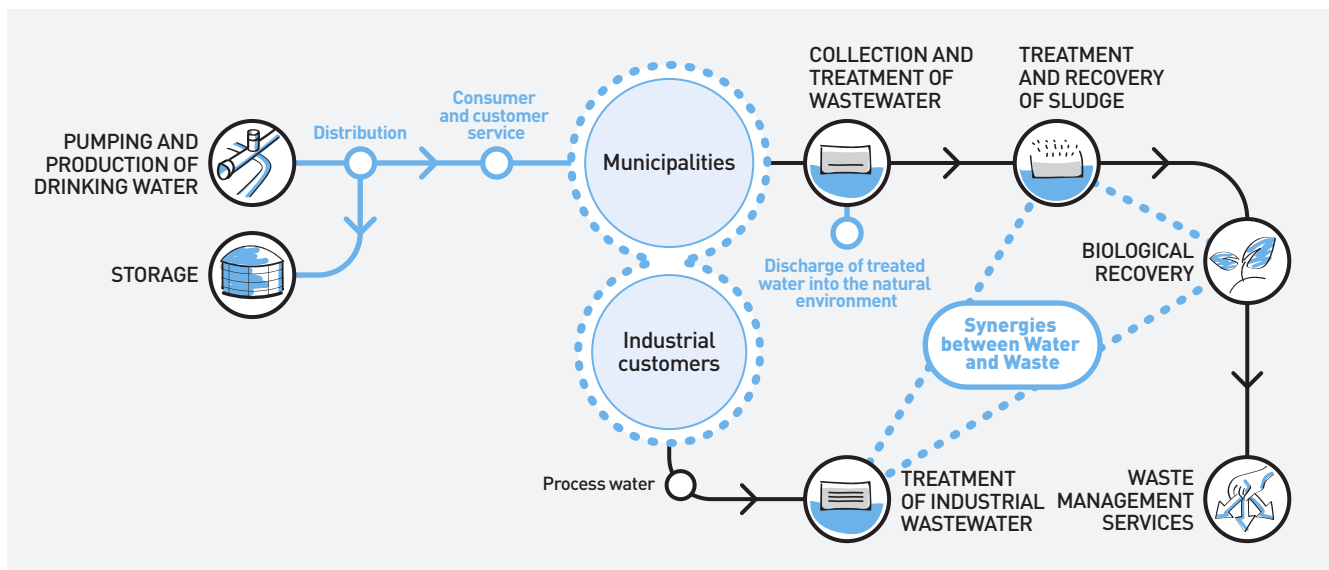 PUMPING AND
PRODUCTION OF
DRINKING WATER
Distribution
Consumer
and customer
service
STORAGE
Municipalities
Industrial
customers
COLLECTION AND
TREATMENT OF
WASTEWATER
TREATMENT
AND RECOVERY
OF SLUDGE
Discharge of treated
water into the natural
environment
BIOLOGICAL
RECOVERY
Synergies
between Water
and Waste
Process water
TREATMENT
OF INDUSTRIAL
WASTEWATER
WASTE
MANAGEMENT
SERVICES